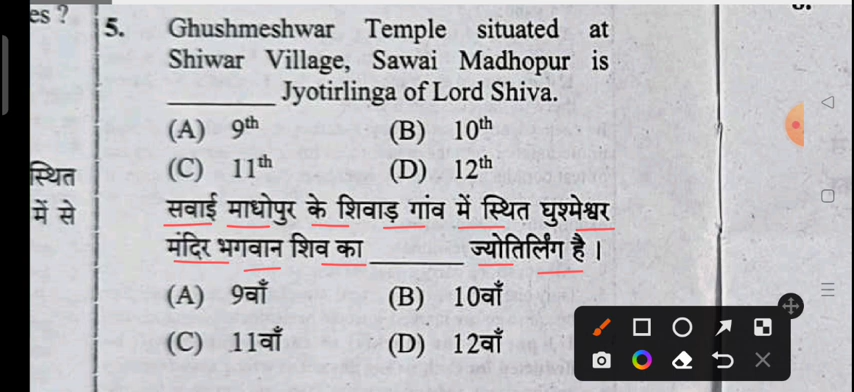 es ?
5. Ghushmeshwar Temple situated at
Shiwar Village, Sawai Madhopur is
________ Jyotirlinga of Lord Shiva.
(A) 9th (B) 10th
(C) 11th (D) 12th
स्थित
में से
सवाई माधोपुर के शिवाड़ गांव में स्थित घुश्मेश्वर
मंदिर भगवान शिव का ________ ज्योतिर्लिंग है ।
(A) 9वाँ (B) 10वाँ
(C) 11वाँ (D) 12वाँ